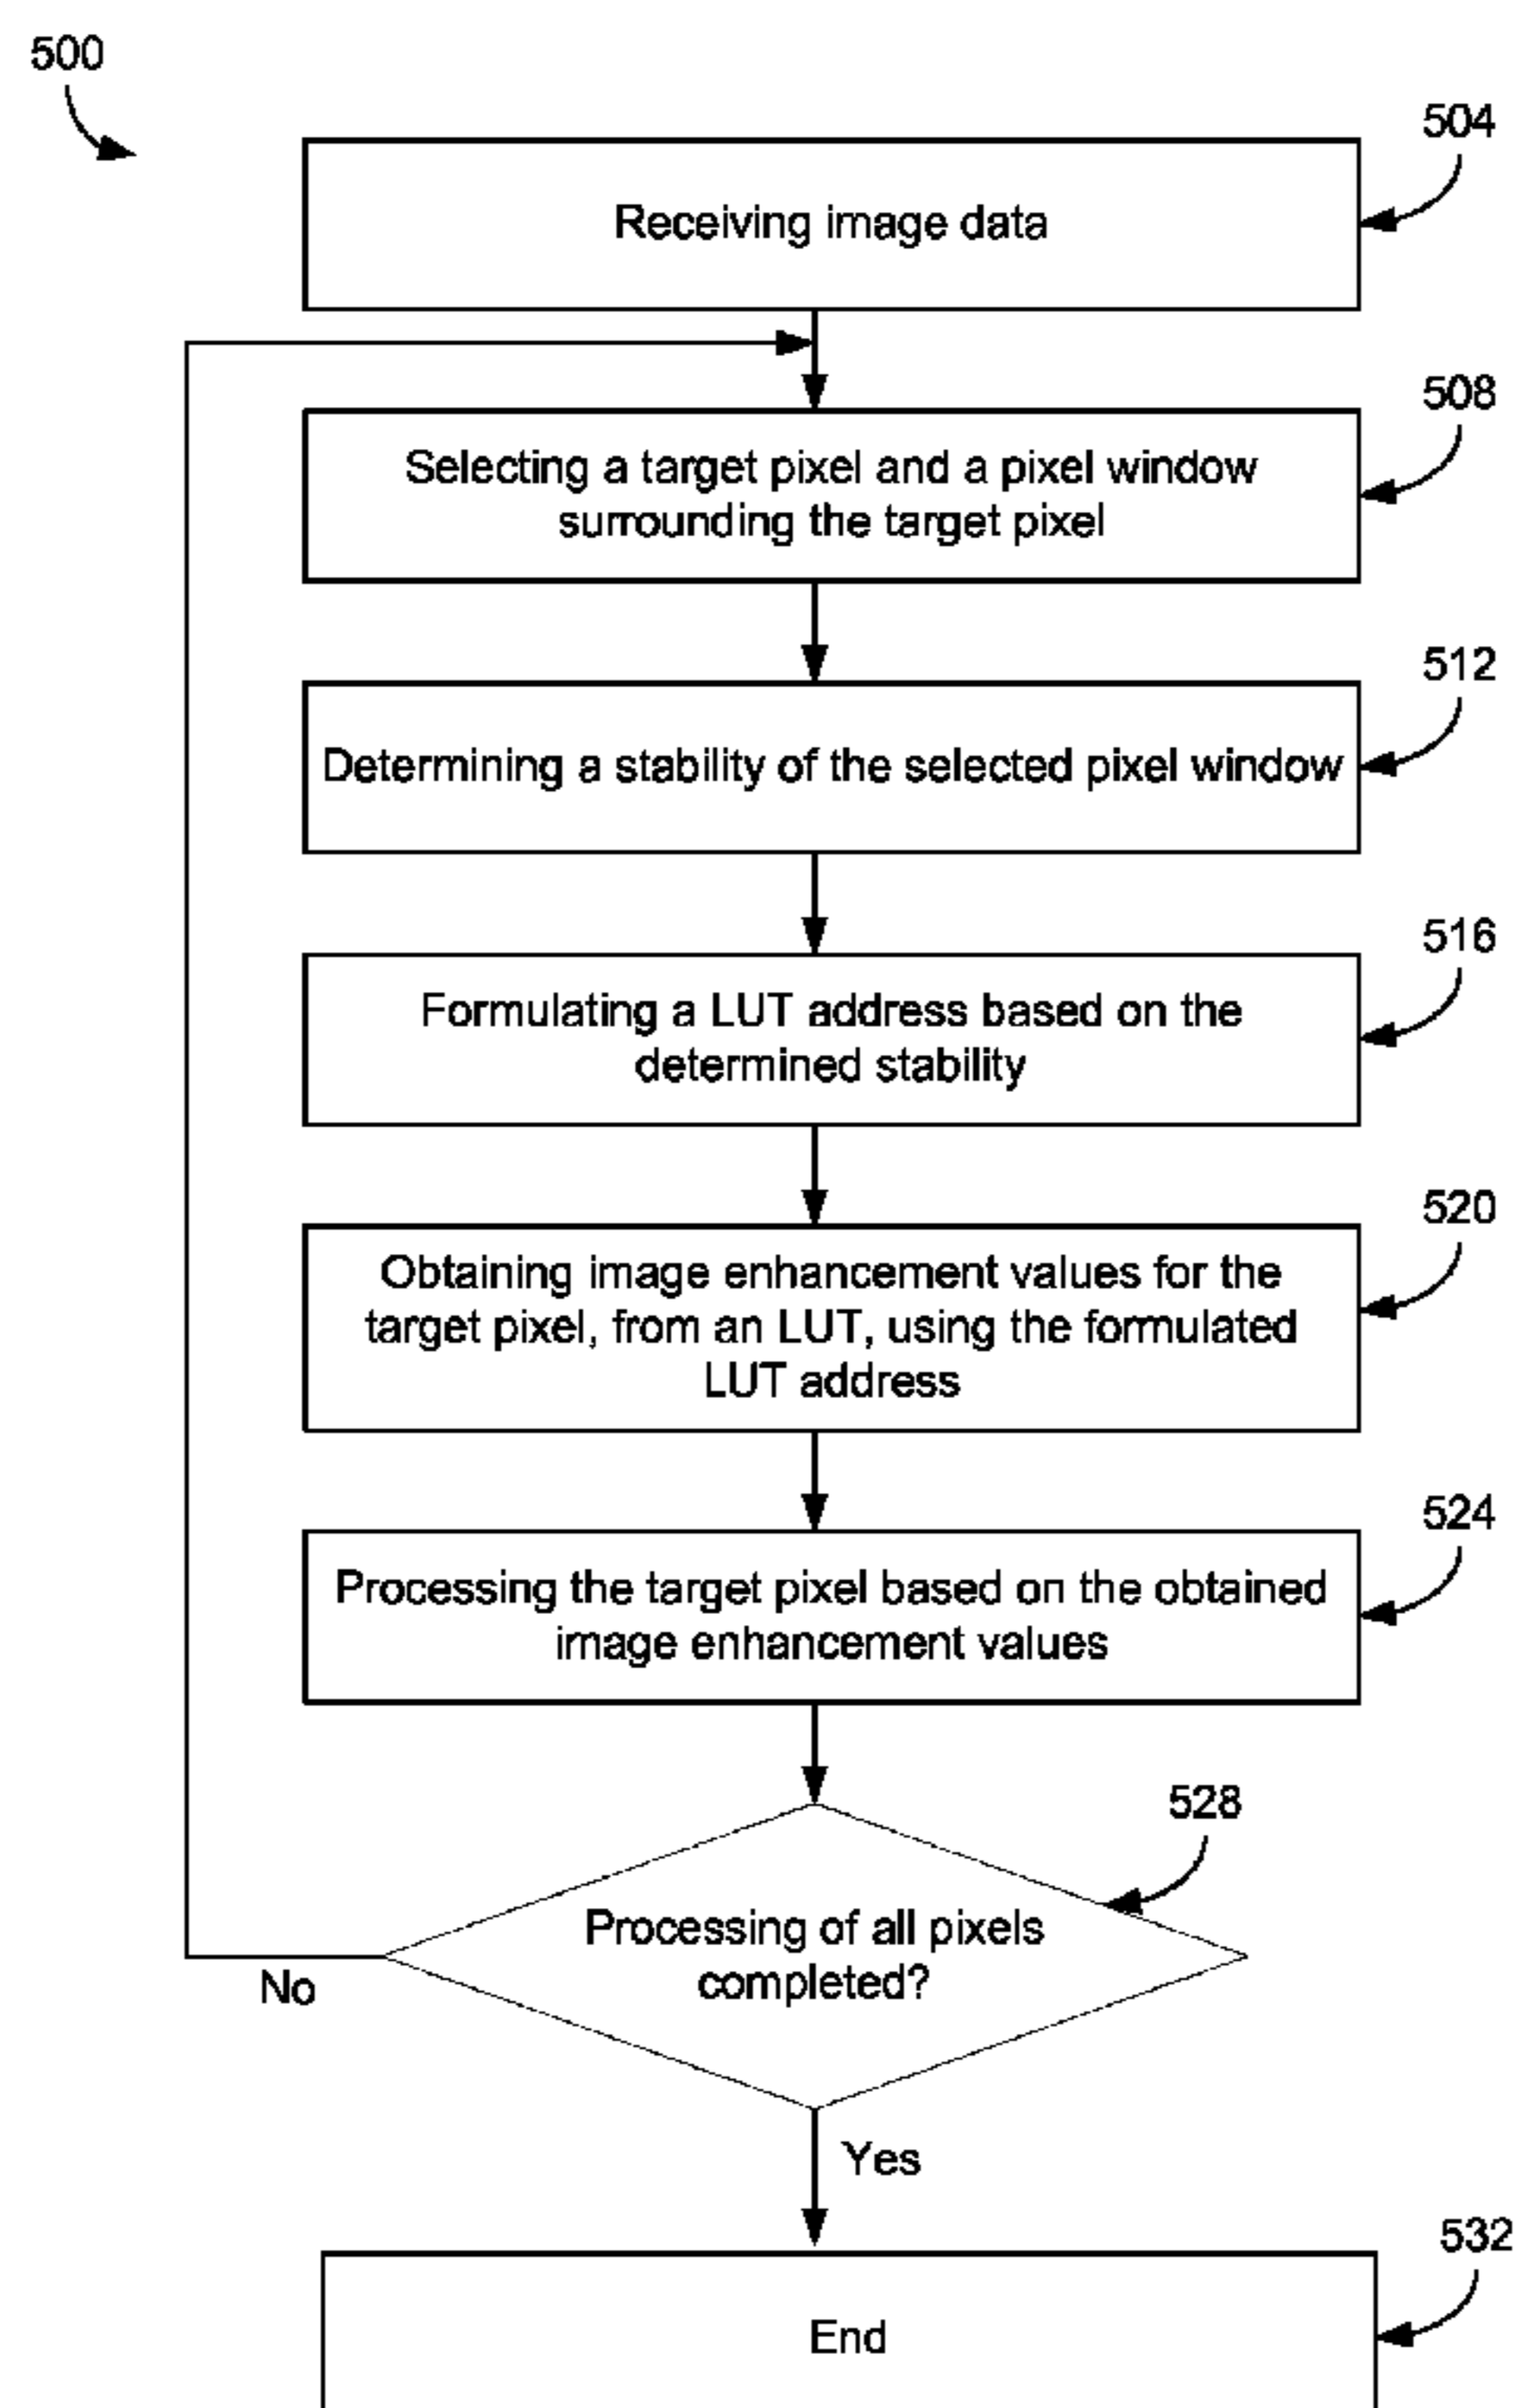 500
504
Receiving image data
508
Selecting a target pixel and a pixel window
surrounding the target pixel
512
Determining a stability of the selected pixel window
516
Formulating a LUT address based on the
determined stability
520
Obtaining image enhancement values for the
target pixel, from an LUT, using the formulated
LUT address
524
Processing the target pixel based on the obtained
image enhancement values
528
Processing of all pixels
completed?
No
Yes
532
End